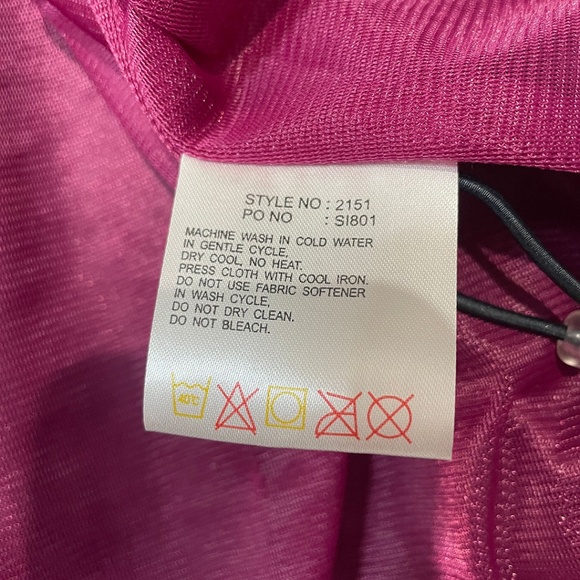 STYLE NO : 2151
PO NO : SI801
MACHINE WASH IN COLD WATER
IN GENTLE CYCLE.
DRY COOL, NO HEAT.
PRESS CLOTH WITH COOL IRON.
DO NOT USE FABRIC SOFTENER
IN WASH CYCLE.
DO NOT DRY CLEAN.
DO NOT BLEACH.
40°C